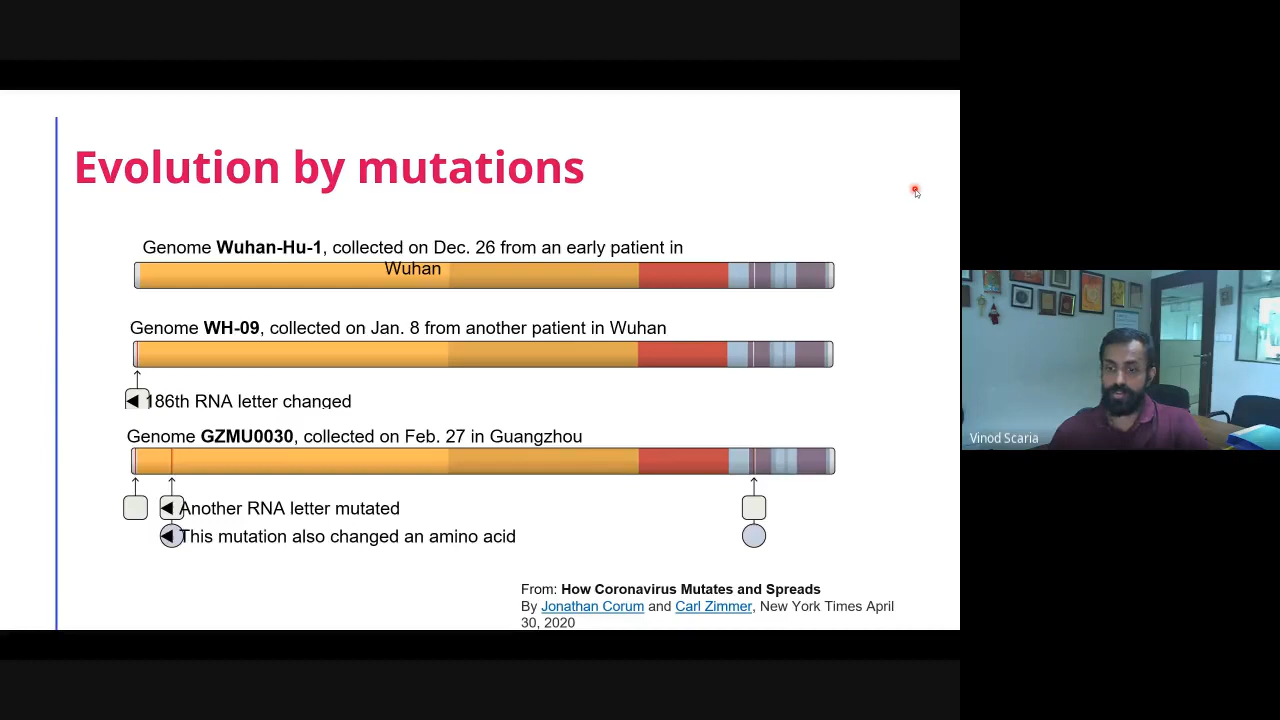 Evolution by mutations
Genome Wuhan-Hu-1, collected on Dec. 26 from an early patient in
Wuhan
Genome WH-09, collected on Jan. 8 from another patient in Wuhan
186th RNA letter changed
Genome GZMU0030, collected on Feb. 27 in Guangzhou
Another RNA letter mutated
This mutation also changed an amino acid
From: How Coronavirus Mutates and Spreads
By Jonathan Corum and Carl Zimmer, New York Times April
30, 2020
Vinod Scaria